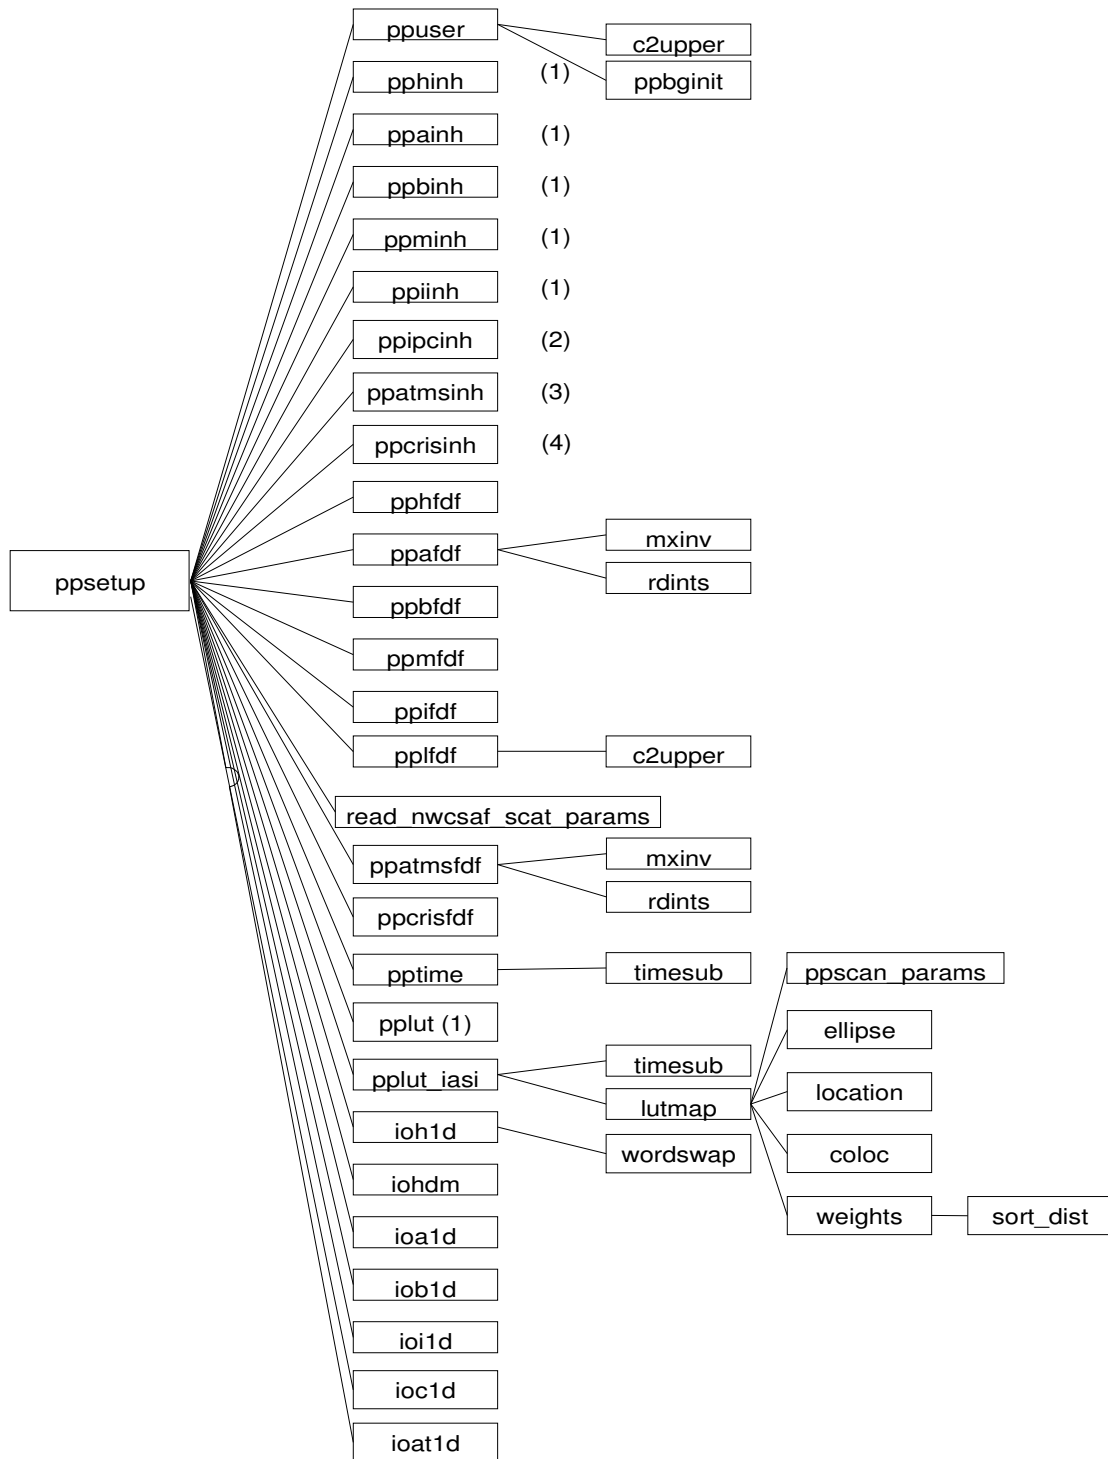 ppuser
c2upper
pphinh (1) ppbginit
ppainh (1)
ppbinh (1)
ppminh (1)
ppiinh (1)
ppipcinh (2)
ppatmsinh (3)
ppcrisinh (4)
pphfdf
ppafdf mxinv
ppsetup rdints
ppbfdf
ppmfdf
ppifdf
pplfdf c2upper
read_nwcsaf_scat_params
ppatmsfdf mxinv
rdints
ppcrisfdf
pptime timesub ppscan_params
pplut (1) ellipse
pplut_iasi timesub
lutmap location
ioh1d wordswap coloc
iohdm
weights sort_dist
ioa1d
iob1d
ioi1d
ioc1d
ioat1d